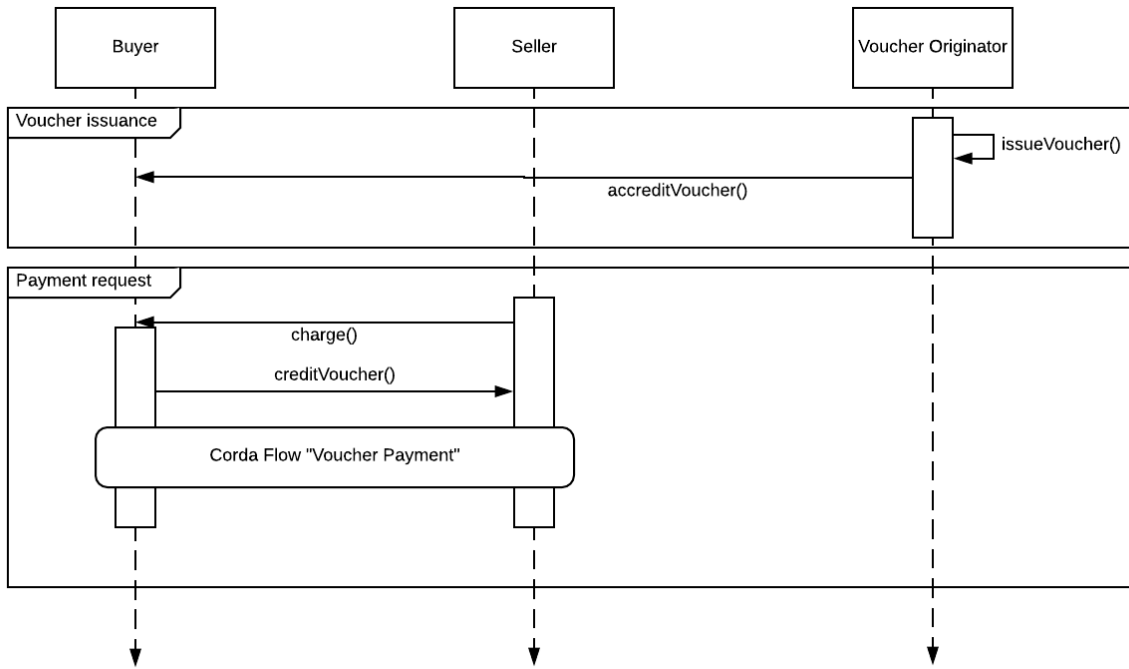 Buyer
Seller
Voucher Originator
Voucher issuance
issueVoucher()
accreditVoucher()
Payment request
charge()
creditVoucher()
Corda Flow "Voucher Payment"